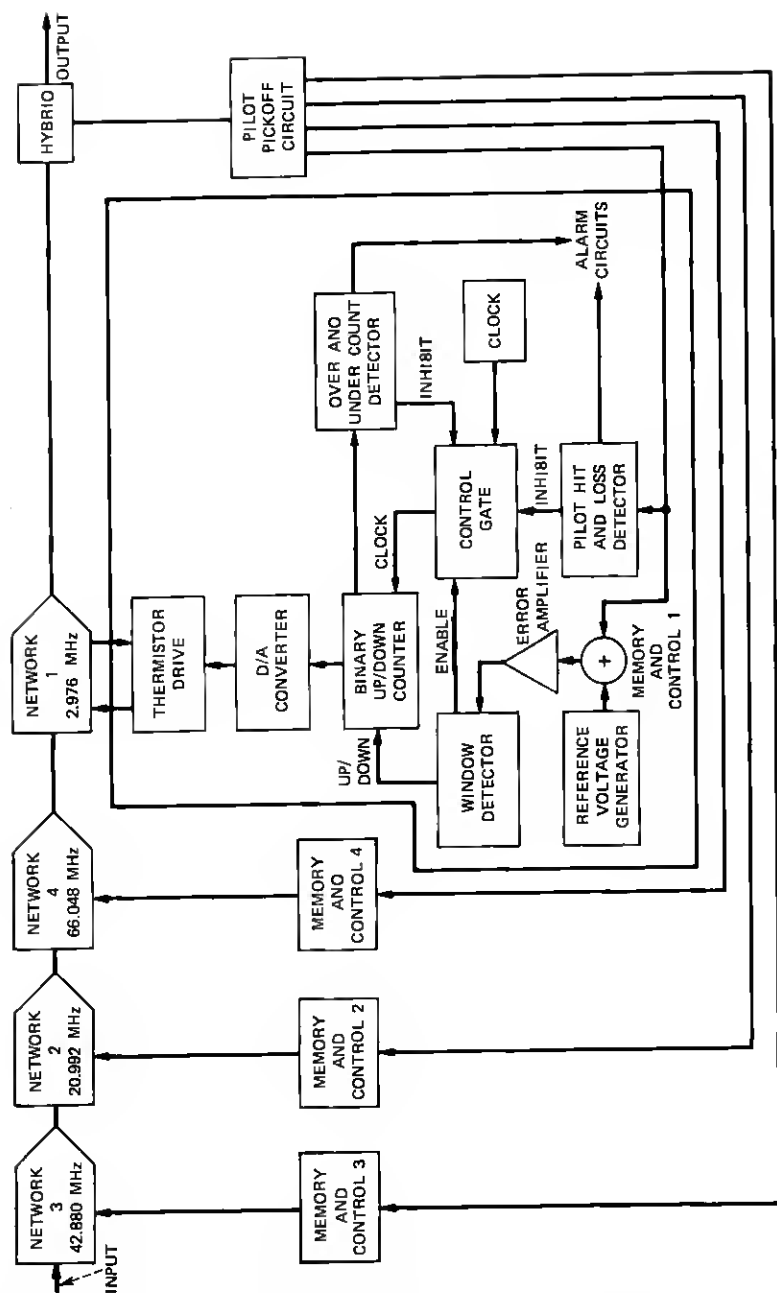 INPUT
NETWORK
3
42.880 MHz
NETWORK
2
20.992 MHz
NETWORK
4
66.048 MHz
NETWORK
1
2.976 MHz
HYBRIO
OUTPUT
MEMORY
AND
CONTROL 3
MEMORY
AND
CONTROL 2
MEMORY
ANO
CONTROL 4
THERMISTOR
DRIVE
PILOT
PICKOFF
CIRCUIT
D/A
CONVERTER
UP/
DOWN
BINARY
UP/DOWN
COUNTER
OVER ANO
UNDER COUNT
DETECTOR
CLOCK
INHIBIT
WINDOW
DETECTOR
ENABLE
CONTROL
GATE
CLOCK
ERROR
AMPLIFIER
INHIBIT
ALARM
CIRCUITS
REFERENCE
VOLTAGE
GENERATOR
+
PILOT HIT
AND LOSS
DETECTOR
MEMORY
AND
CONTROL 1